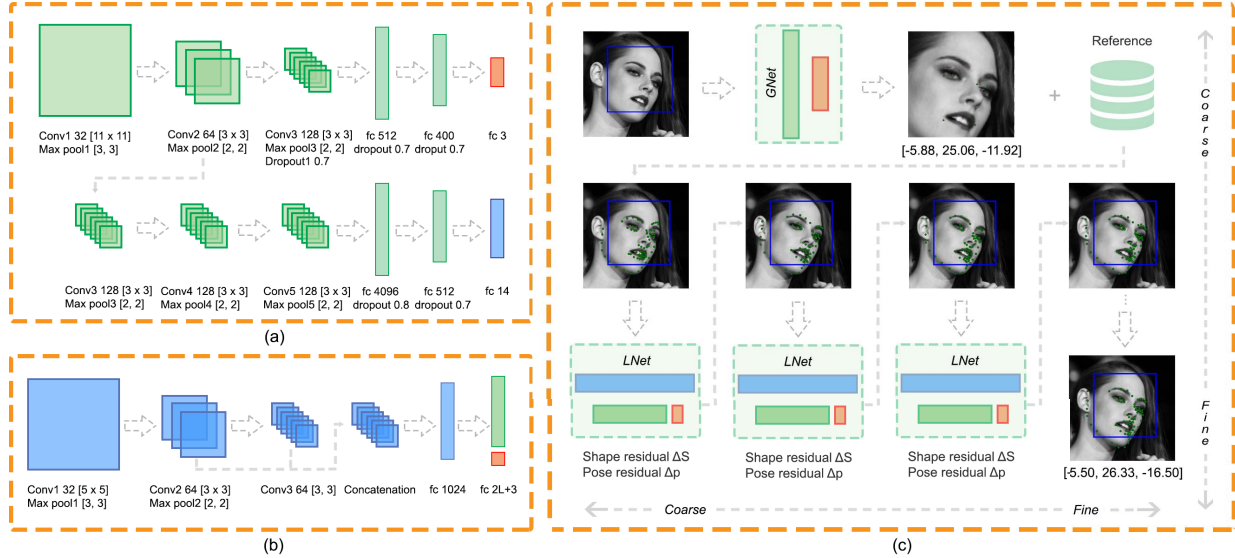 Conv1 32 [11 x 11]
Max pool1 [3, 3]
Conv2 64 [3 x 3]
Max pool2 [2, 2]
Conv3 128 [3 x 3]
Max pool3 [2, 2]
Dropout1 0.7
fc 512
dropout 0.7
fc 400
droput 0.7
fc 3
Conv3 128 [3 x 3]
Max pool3 [2, 2]
Conv4 128 [3 x 3]
Max pool4 [2, 2]
Conv5 128 [3 x 3]
Max pool5 [2, 2]
fc 4096
dropout 0.8
fc 512
dropout 0.7
fc 14
(a)
Conv1 32 [5 x 5]
Max pool1 [3, 3]
Conv2 64 [3 x 3]
Max pool2 [2, 2]
Conv3 64 [3, 3]
Concatenation
fc 1024
fc 2L+3
(b)
GNet
[-5.88, 25.06, -11.92]
+
Reference
Coarse
Fine
LNet
Shape residual ΔS
Pose residual Δp
LNet
Shape residual ΔS
Pose residual Δp
LNet
Shape residual ΔS
Pose residual Δp
[-5.50, 26.33, -16.50]
Coarse
Fine
(c)